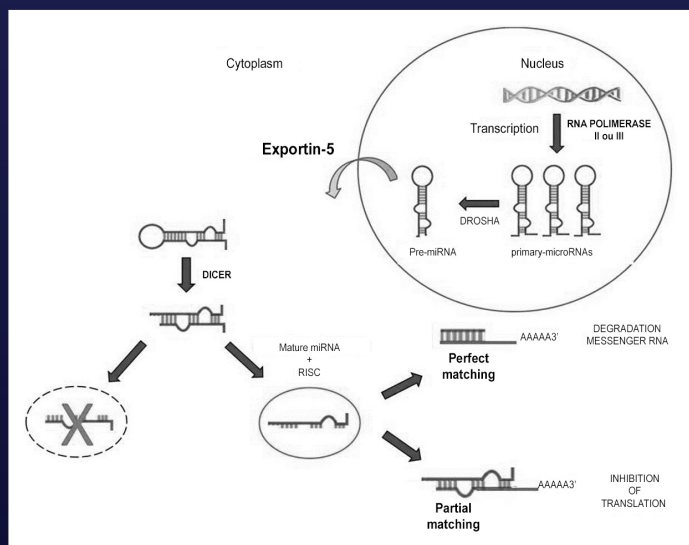 Cytoplasm
Nucleus
Transcription
RNA POLIMERASE
II ou III
Exportin-5
DROSHA
Pre-miRNA
primary-microRNAs
DICER
Mature miRNA
+
RISC
AAAAA3'
DEGRADATION
MESSENGER RNA
Perfect
matching
AAAAA3'
INHIBITION
OF
TRANSLATION
Partial
matching